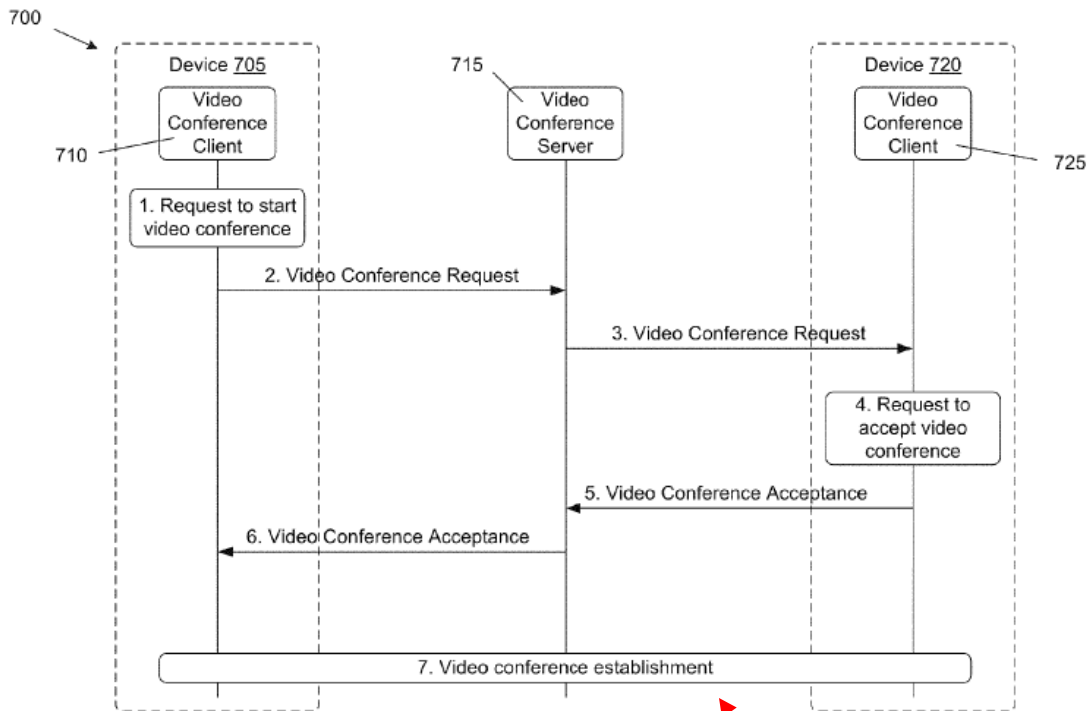 700
Device 705
715
Device 720
Video
Conference
Client
Video
Conference
Server
Video
Conference
Client
710
725
1. Request to start
video conference
2. Video Conference Request
3. Video Conference Request
4. Request to
accept video
conference
5. Video Conference Acceptance
6. Video Conference Acceptance
7. Video conference establishment